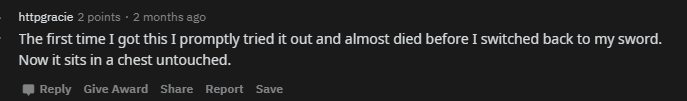 httpgracie 2 points · 2 months ago
The first time I got this I promptly tried it out and almost died before I switched back to my sword.
Now it sits in a chest untouched.
Reply Give Award Share Report Save